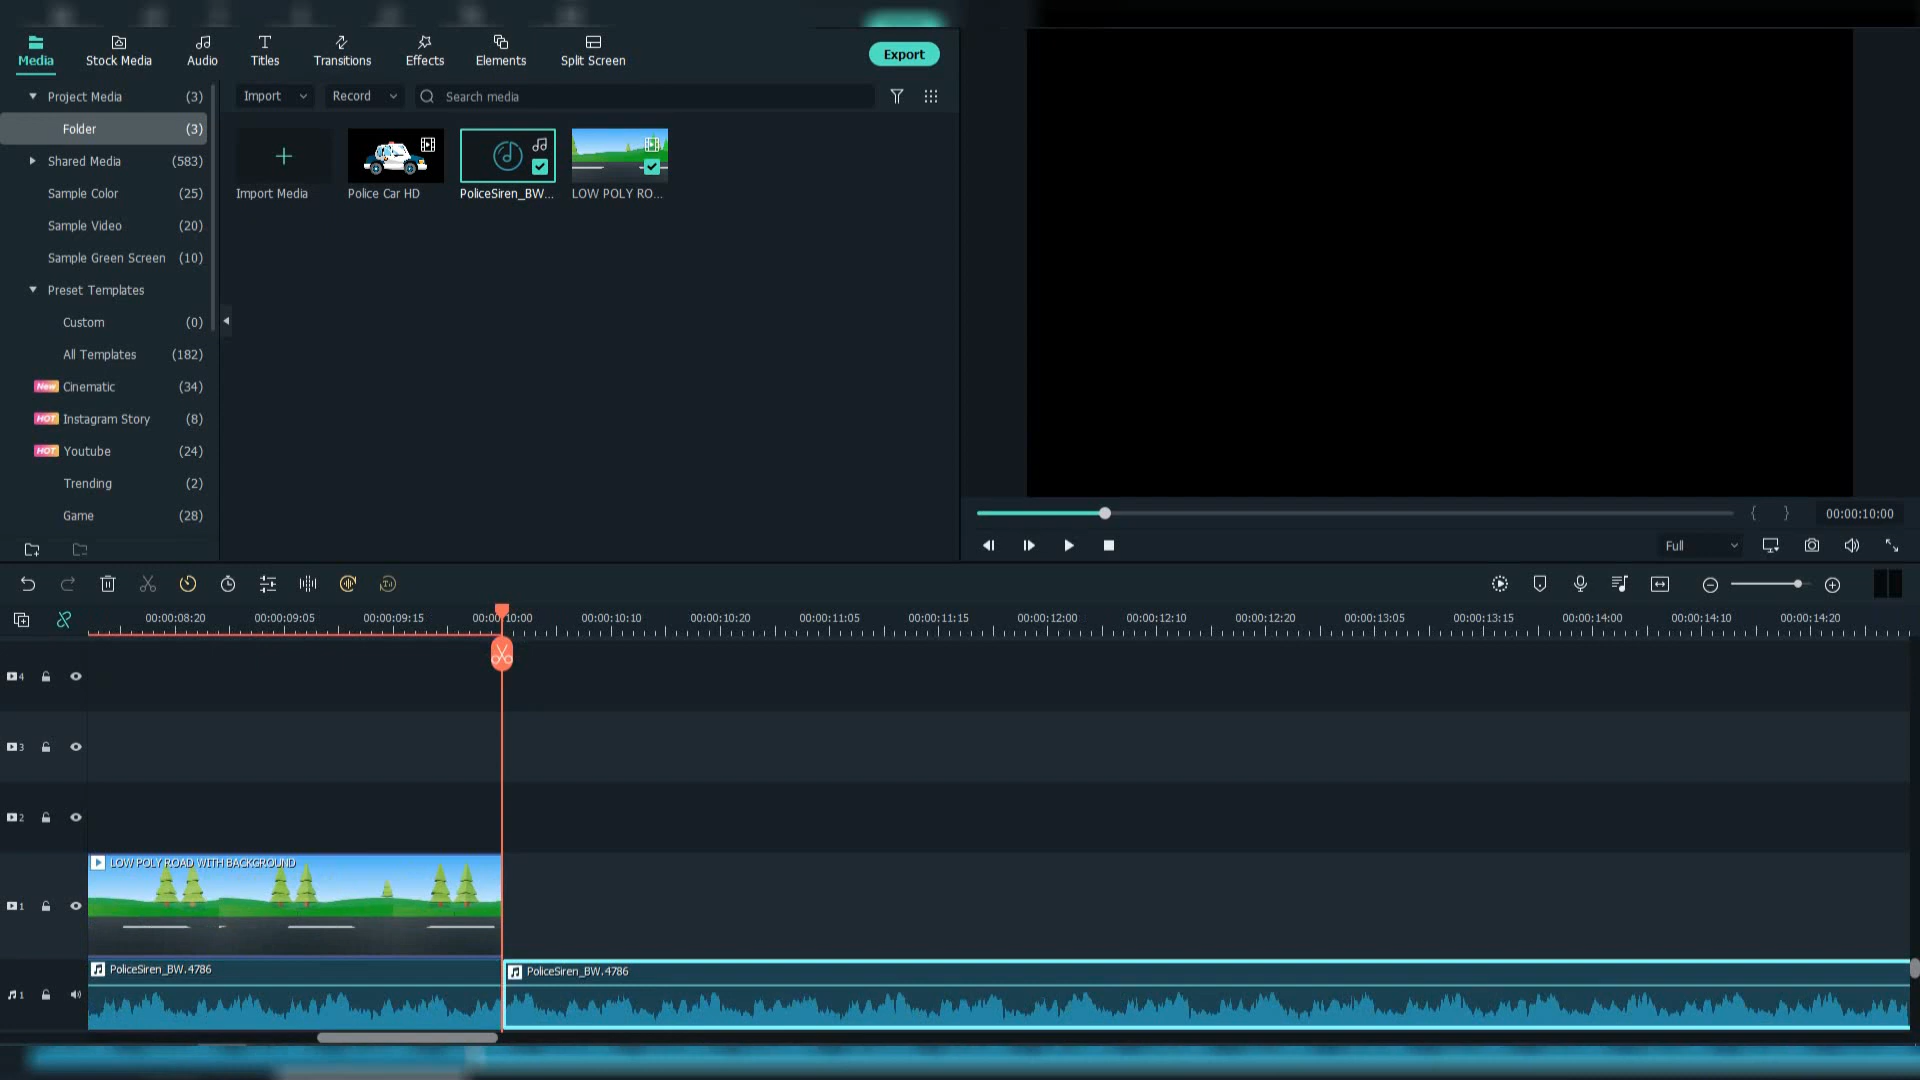 Media
Stock Media
Audio
Titles
Transitions
Effects
Elements
Split Screen
Export
Project Media (3)
Folder (3)
Shared Media (583)
Sample Color (25)
Sample Video (20)
Sample Green Screen (10)
Preset Templates
Custom (0)
All Templates (182)
New Cinematic (34)
HOT Instagram Story (8)
HOT Youtube (24)
Trending (2)
Game (28)
Import
Record
Search media
Import Media
Police Car HD
PoliceSiren_BW...
LOW POLY RO...
{ } 00:00:10:00
Full
00:00:08:20 00:00:09:05 00:00:09:15 00:00:10:00 00:00:10:10 00:00:10:20 00:00:11:05 00:00:11:15 00:00:12:00 00:00:12:10 00:00:12:20 00:00:13:05 00:00:13:15 00:00:14:00 00:00:14:10 00:00:14:20
4
3
2
LOW POLY ROAD WITH BACKGROUND
1
PoliceSiren_BW.4786
PoliceSiren_BW.4786
1